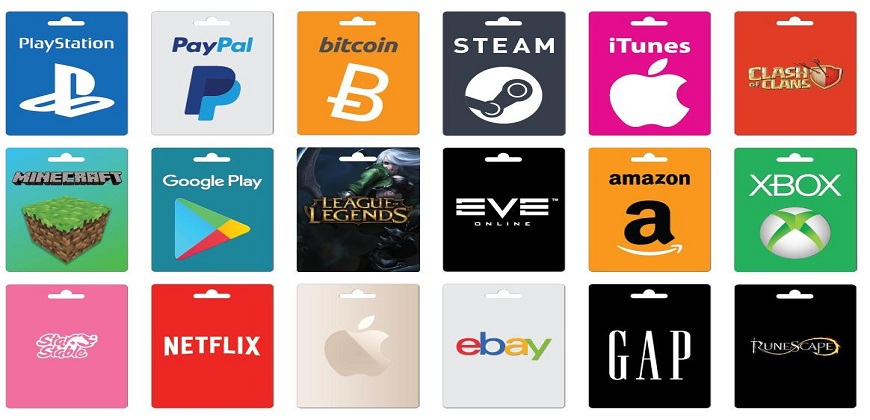 PlayStation
PayPal
bitcoin
STEAM
iTunes
CLASH
OF CLANS
MINECRAFT
Google Play
LEAGUE
OF
LEGENDS
EVE™
ONLINE
amazon
a
XBOX
Star
Stable
NETFLIX
ebay
GAP
RUNESCAPE